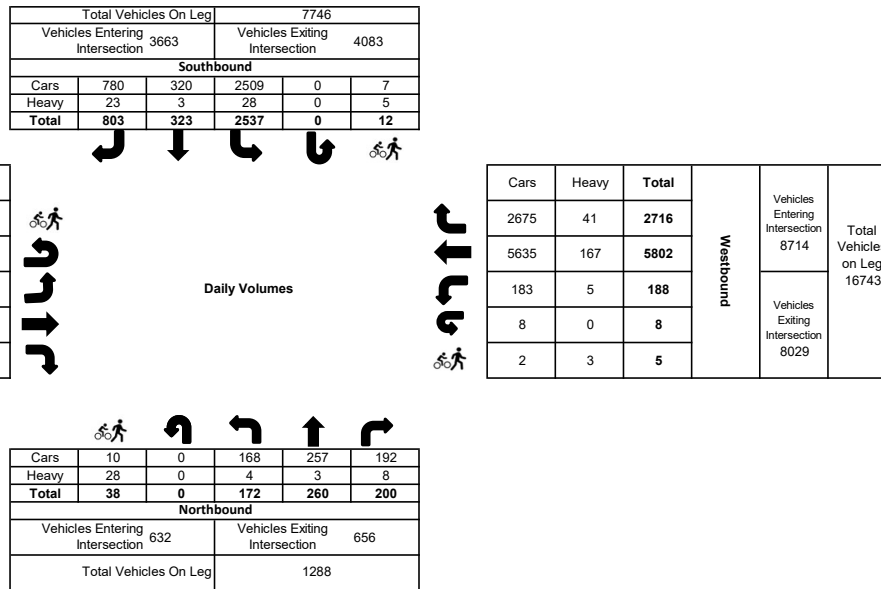 Total Vehicles On Leg 7746
Vehicles Entering Intersection 3663 Vehicles Exiting Intersection 4083
Southbound
Cars 780 320 2509 0 7
Heavy 23 3 28 0 5
Total 803 323 2537 0 12
Cars Heavy Total
2675 41 2716
5635 167 5802
183 5 188
8 0 8
2 3 5
Westbound
Vehicles
Entering
Intersection
8714
Vehicles
Exiting
Intersection
8029
Total
Vehicles
on Leg
16743
Daily Volumes
Cars 10 0 168 257 192
Heavy 28 0 4 3 8
Total 38 0 172 260 200
Northbound
Vehicles Entering Intersection 632 Vehicles Exiting Intersection 656
Total Vehicles On Leg 1288